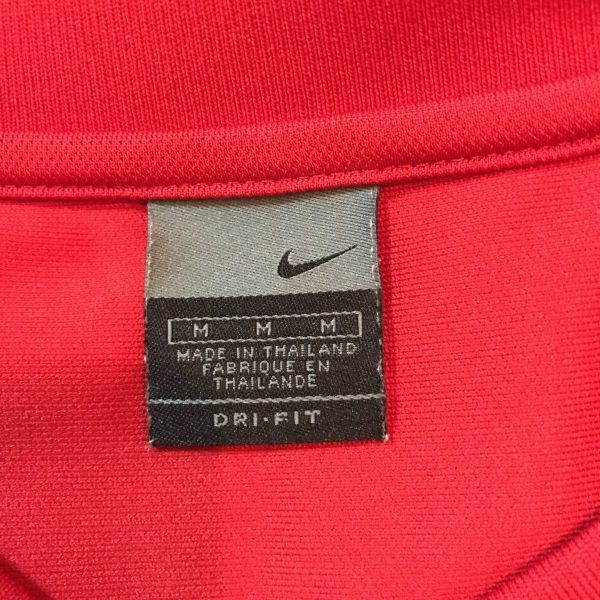 M M M
MADE IN THAILAND
FABRIQUE EN
THAILANDE
DRI·FIT